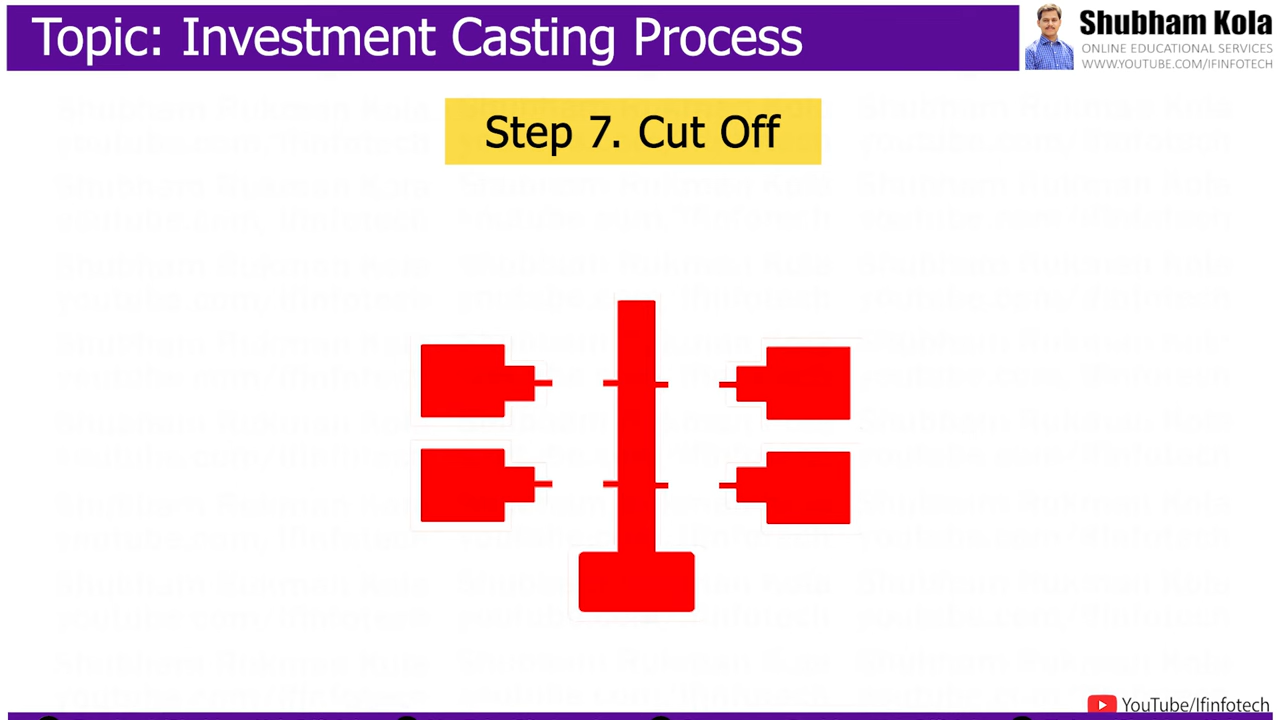 Topic: Investment Casting Process
Shubham Kola
ONLINE EDUCATIONAL SERVICES
WWW.YOUTUBE.COM/IFINFOTECH
Step 7. Cut Off
YouTube/Ifinfotech